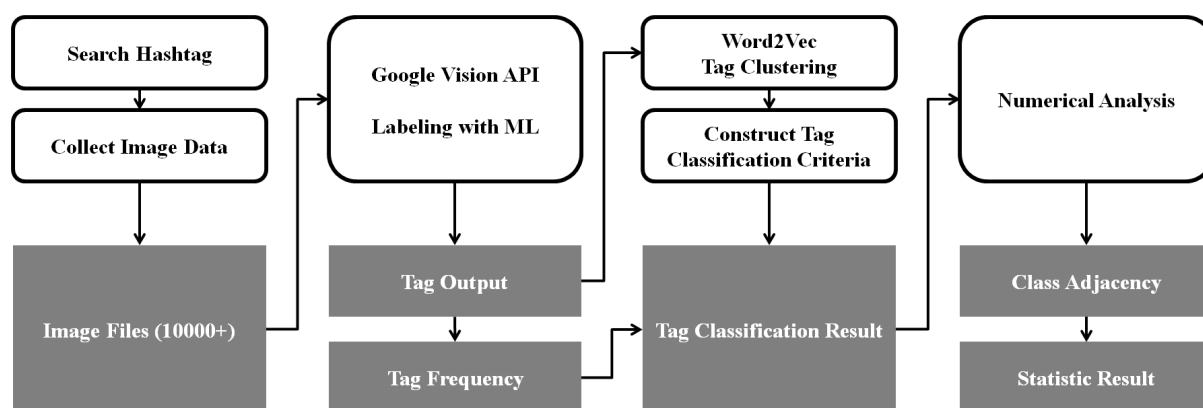 Search Hashtag
Collect Image Data
Image Files (10000+)
Google Vision API
Labeling with ML
Tag Output
Tag Frequency
Word2Vec
Tag Clustering
Construct Tag
Classification Criteria
Tag Classification Result
Numerical Analysis
Class Adjacency
Statistic Result